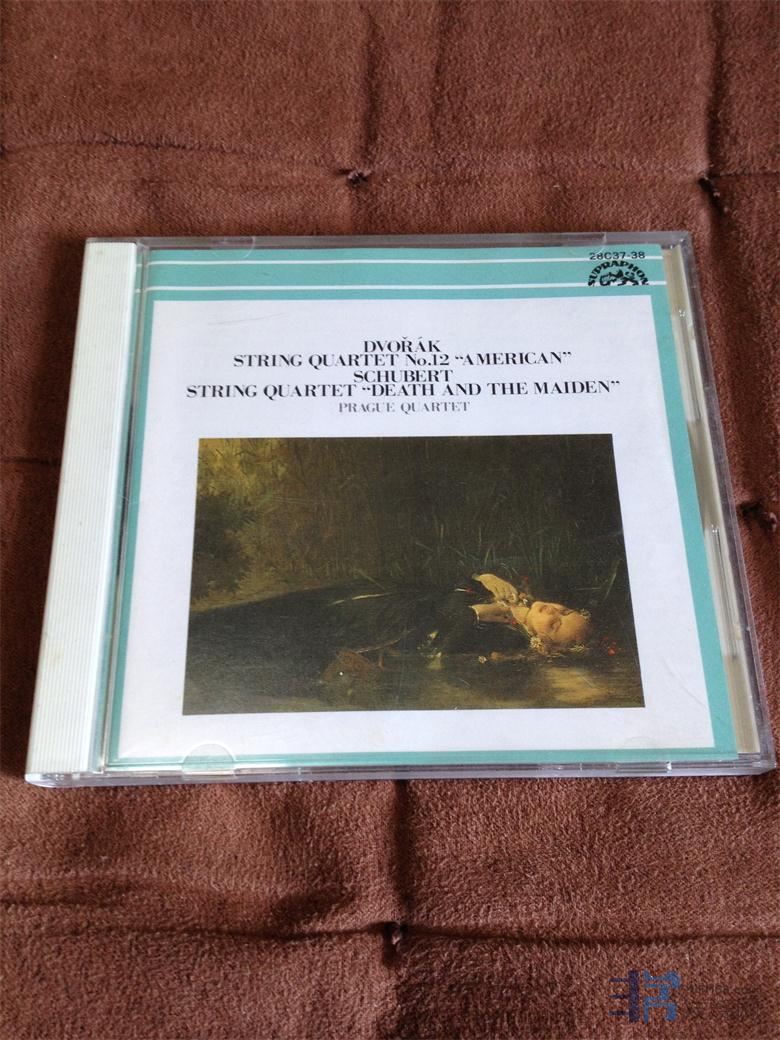 28C37-38
SUPRAPHON
DVOŘÁK
STRING QUARTET No.12 “AMERICAN”
SCHUBERT
STRING QUARTET “DEATH AND THE MAIDEN”
PRAGUE QUARTET